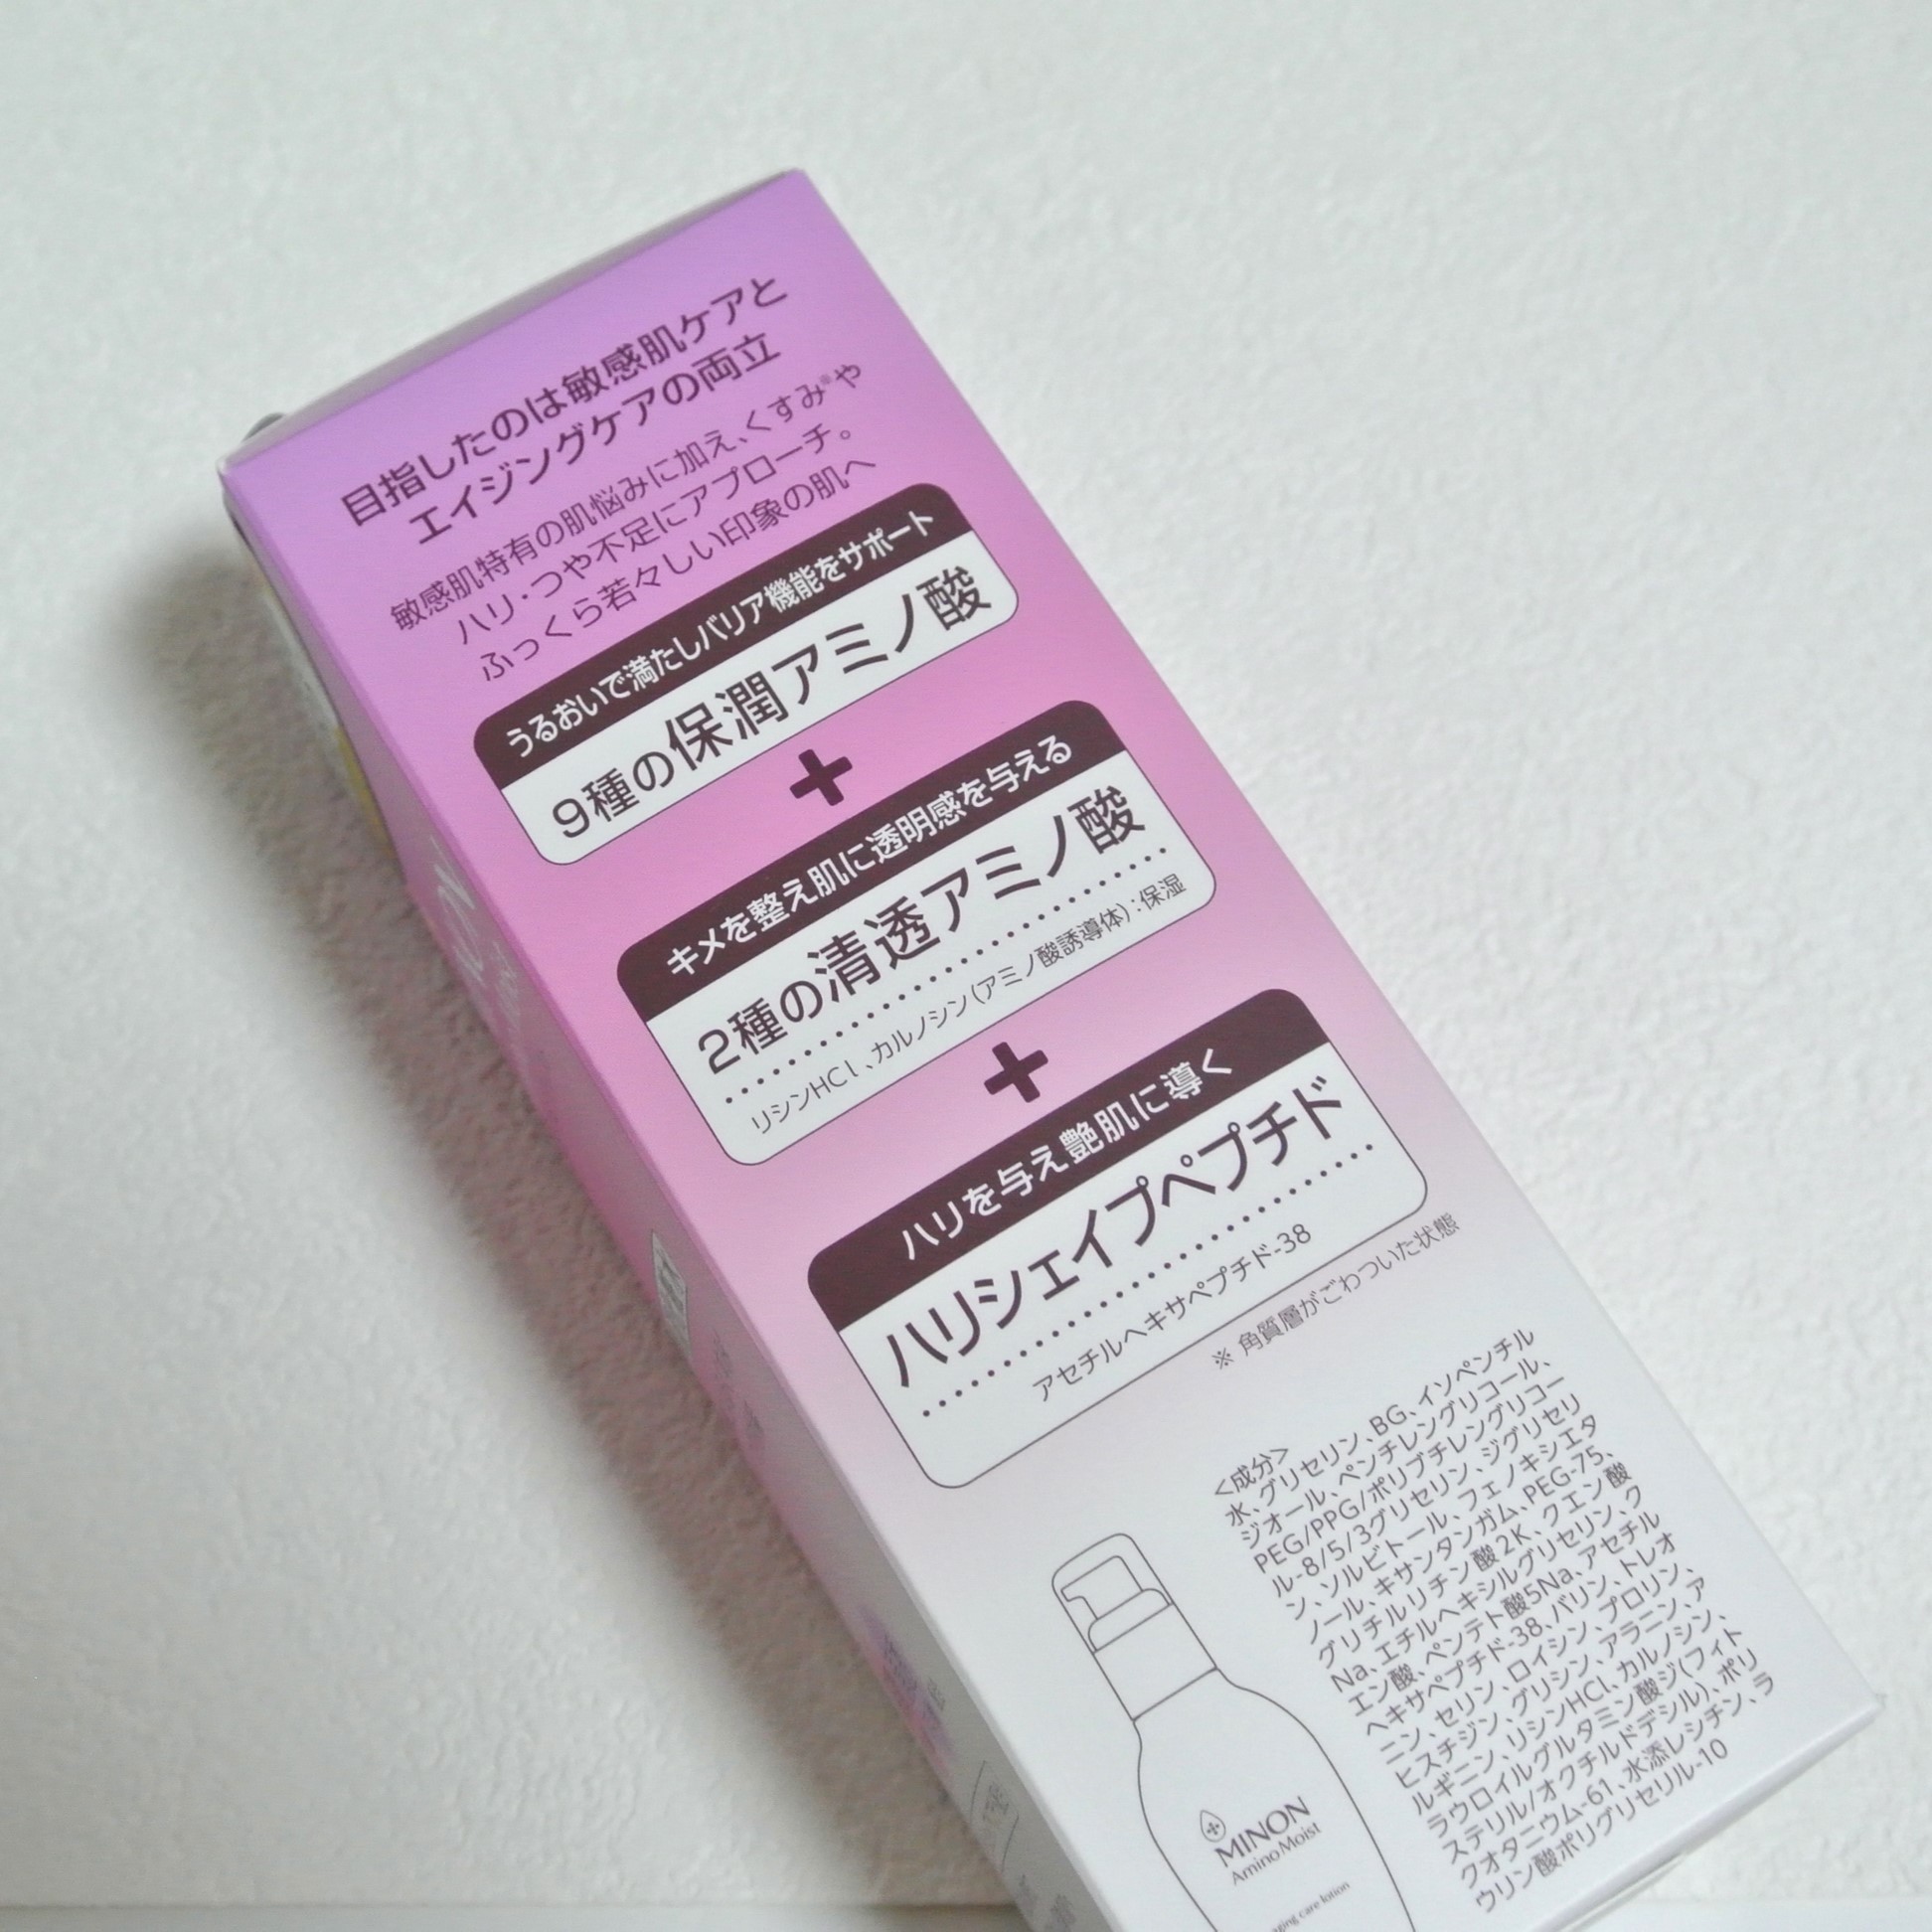 目指したのは敏感肌ケアと
エイジングケアの両立
敏感肌特有の肌悩みに加え、くすみ※や
ハリ・つや不足にアプローチ。
ふっくら若々しい印象の肌へ
うるおいで満たしバリア機能をサポート
9種の保潤アミノ酸
+
キメを整え肌に透明感を与える
2種の清透アミノ酸
リシンHCl、カルノシン(アミノ酸誘導体):保湿
+
ハリを与え艶肌に導く
ハリシェイプペプチド
アセチルヘキサペプチド-38
※ 角質層がごわついた状態
<成分>
水、グリセリン、BG、イソペンチル
ジオール、ペンチレングリコール、
PEG/PPG/ポリブチレングリコー
ル-8/5/3グリセリン、ジグリセリ
ン、ソルビトール、フェノキシエタ
ノール、キサンタンガム、PEG-75、
グリチルリチン酸2K、クエン酸
Na、エチルヘキシルグリセリン、ク
エン酸、ペンテト酸5Na、アセチル
ヘキサペプチド-38、バリン、トレオ
ニン、セリン、ロイシン、プロリン、
ヒスチジン、グリシン、アラニン、ア
ルギニン、リシンHCl、カルノシン、
ラウロイルグルタミン酸ジ(フィト
ステリル/オクチルドデシル)、ポリ
クオタニウム-61、水添レシチン、ラ
ウリン酸ポリグリセリル-10
MINON
AminoMoist
aging care lotion